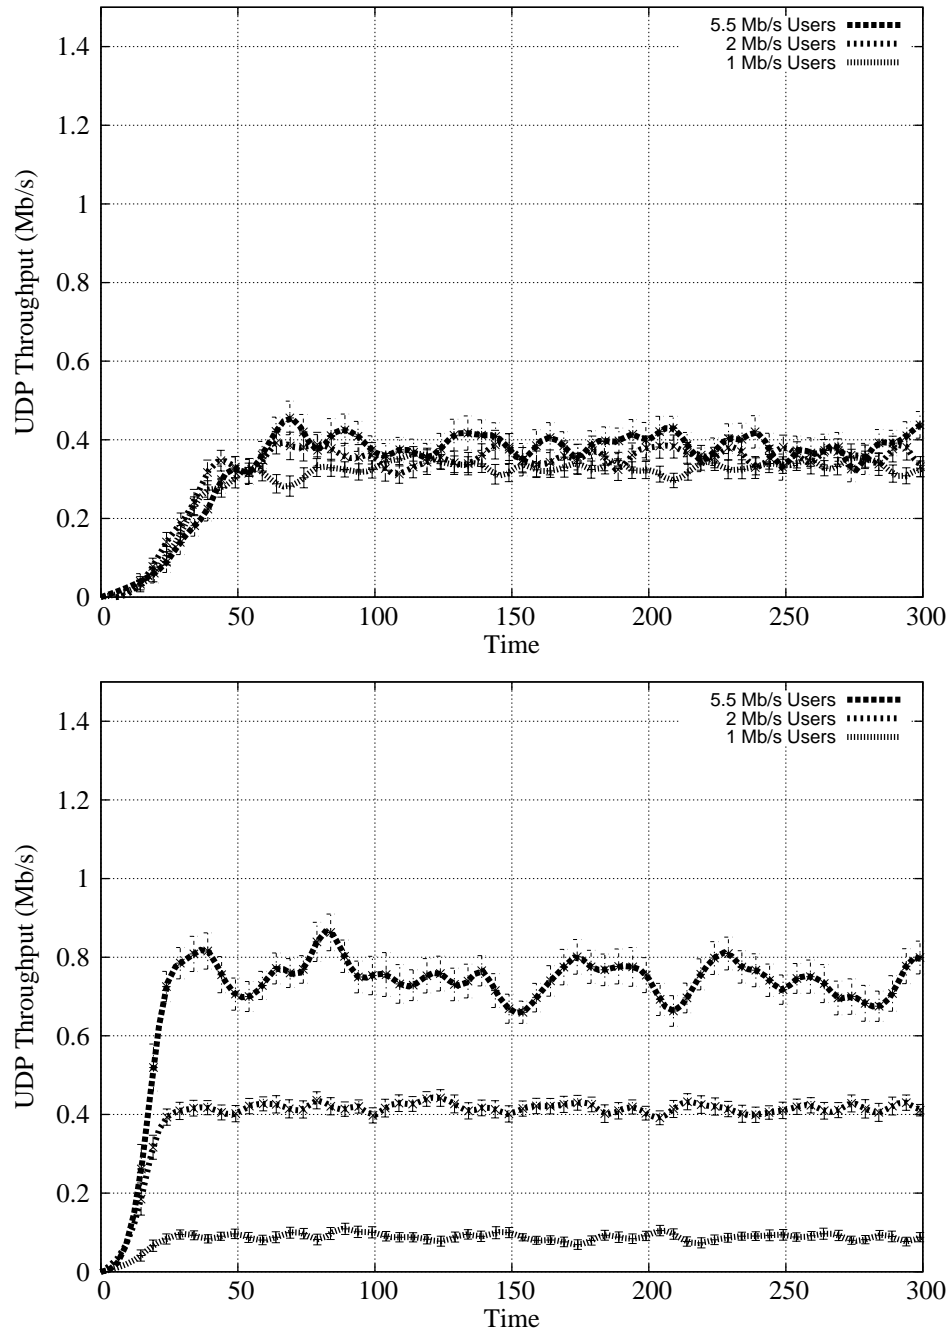 5.5 Mb/s Users
2 Mb/s Users
1 Mb/s Users
UDP Throughput (Mb/s)
1.4
1.2
1
0.8
0.6
0.4
0.2
0
0 50 100 150 200 250 300
Time
5.5 Mb/s Users
2 Mb/s Users
1 Mb/s Users
UDP Throughput (Mb/s)
1.4
1.2
1
0.8
0.6
0.4
0.2
0
0 50 100 150 200 250 300
Time